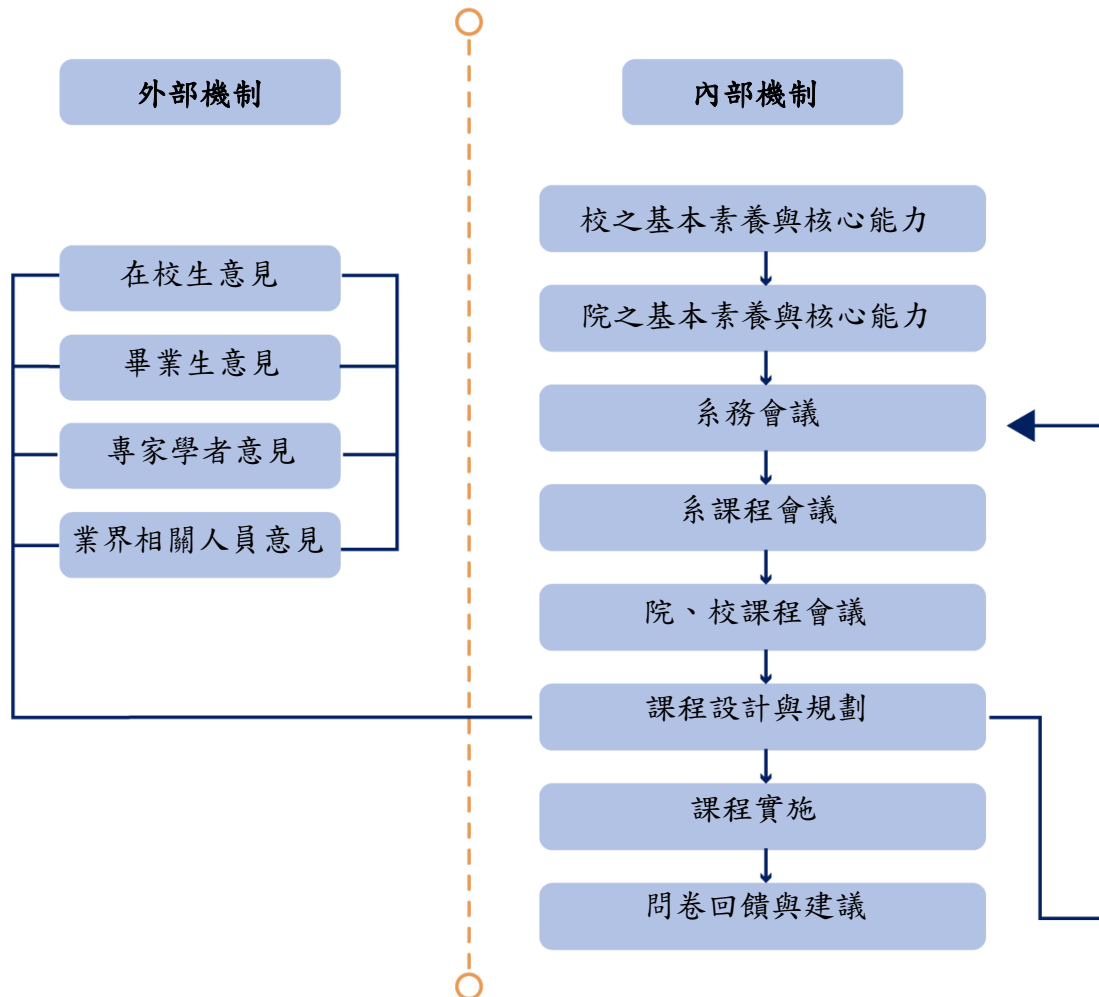 外部機制
在校生意見
畢業生意見
專家學者意見
業界相關人員意見
內部機制
校之基本素養與核心能力
院之基本素養與核心能力
系務會議
系課程會議
院、校課程會議
課程設計與規劃
課程實施
問卷回饋與建議